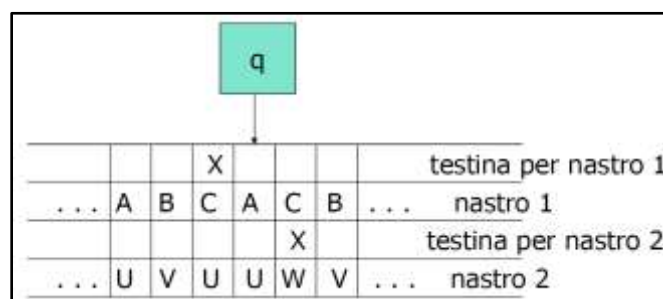 q
X testina per nastro 1
. . . A B C A C B . . . nastro 1
X testina per nastro 2
. . . U V U U W V . . . nastro 2